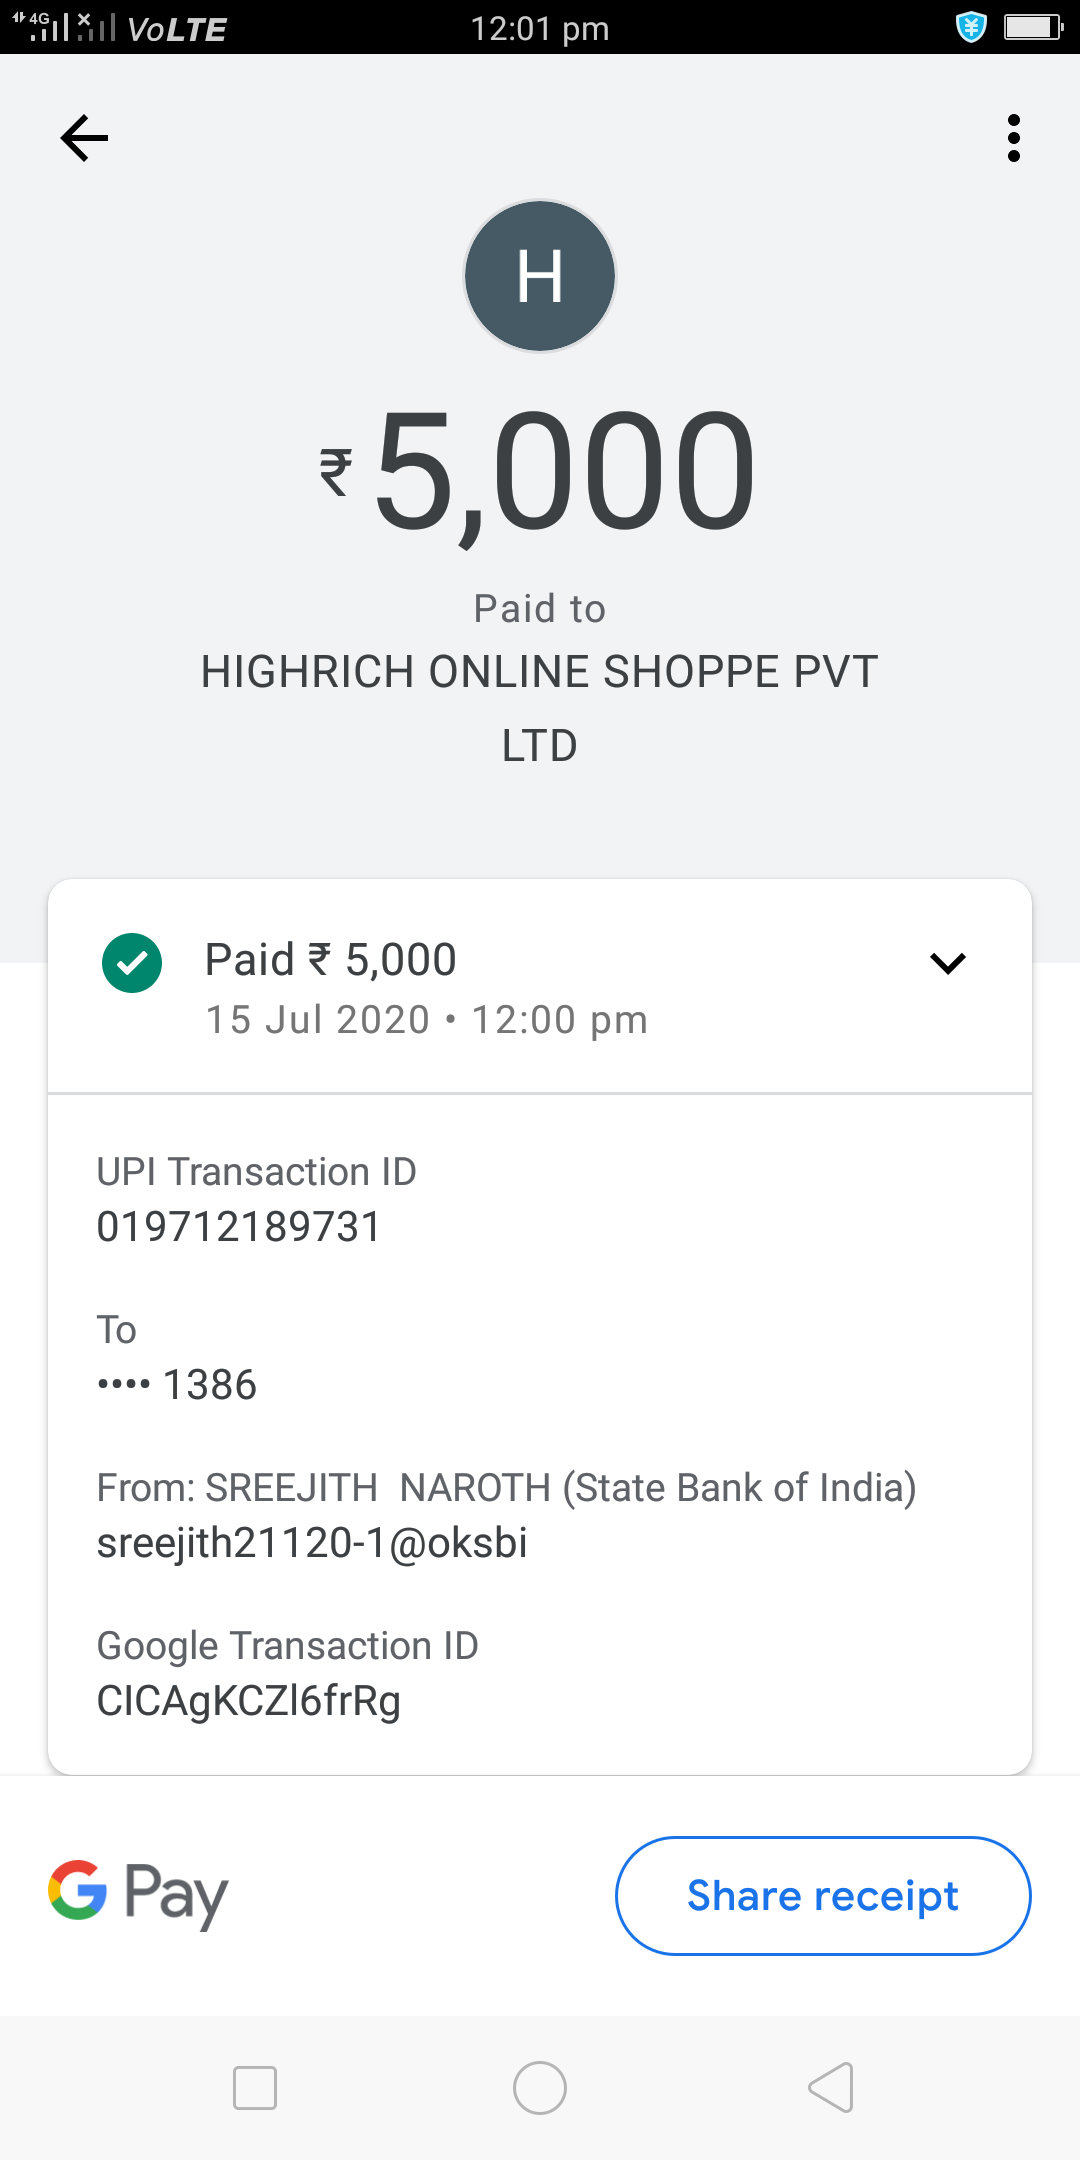 4G VoLTE 12:01 pm
H
₹5,000
Paid to
HIGHRICH ONLINE SHOPPE PVT
LTD
Paid ₹ 5,000
15 Jul 2020 • 12:00 pm
UPI Transaction ID
019712189731
To
•••• 1386
From: SREEJITH  NAROTH (State Bank of India)
sreejith21120-1@oksbi
Google Transaction ID
CICAgKCZl6frRg
G Pay
Share receipt